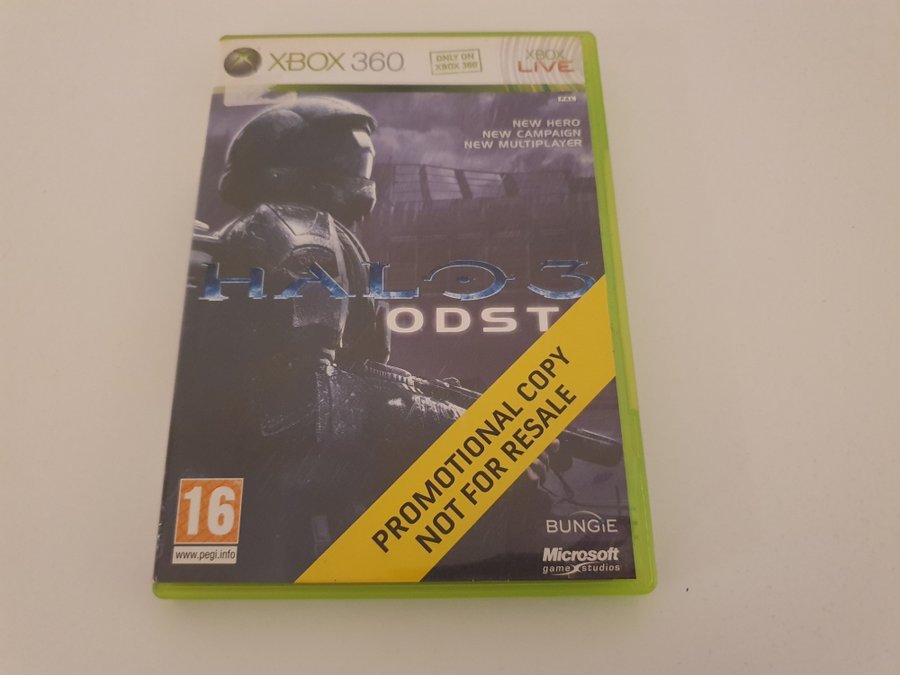 XBOX 360
ONLY ON
XBOX 360
XBOX
LIVE
PAL
NEW HERO
NEW CAMPAIGN
NEW MULTIPLAYER
HALO 3
ODST
PROMOTIONAL COPY
NOT FOR RESALE
16
www.pegi.info
BUNGiE
Microsoft
game studios